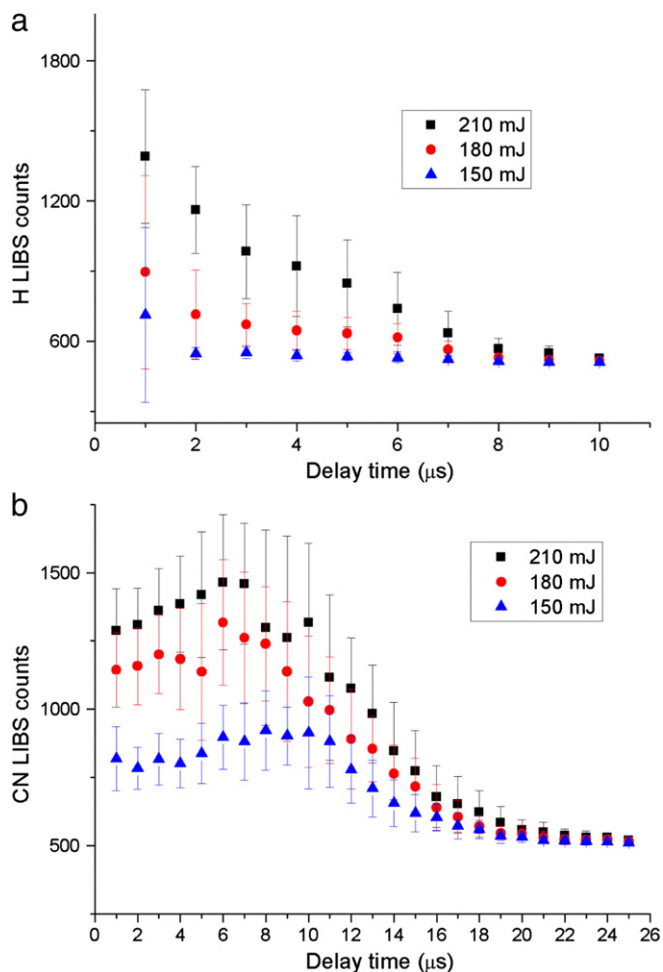 a
1800
1200
600
H LIBS counts
210 mJ
180 mJ
150 mJ
0 2 4 6 8 10
Delay time (μs)
b
1500
1000
500
CN LIBS counts
210 mJ
180 mJ
150 mJ
0 2 4 6 8 10 12 14 16 18 20 22 24 26
Delay time (μs)